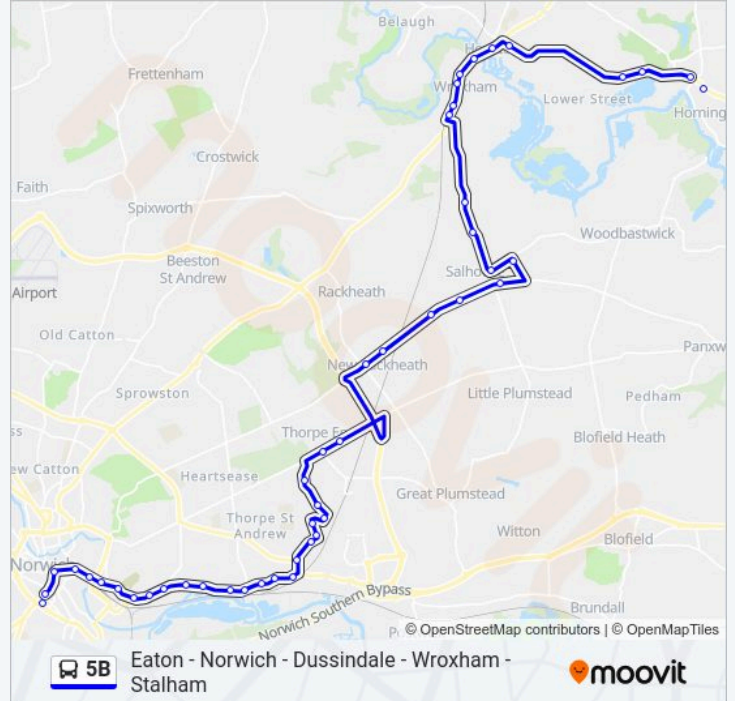 Belaugh
Frettenham
Wroxham
Lower Street
Horning
Crostwick
Faith
Spixworth
Woodbastwick
Beeston
St Andrew
Salho
Airport
Rackheath
Old Catton
New Rackheath
Panxw
Sprowston
Little Plumstead
Pedham
Thorpe E
Blofield Heath
ew Catton
Heartsease
Great Plumstead
Thorpe St
Andrew
Witton
Blofield
Norwich
Norwich Southern Bypass
Brundall
© OpenStreetMap contributors | © OpenMapTiles
5B
Eaton - Norwich - Dussindale - Wroxham -
Stalham
moovit